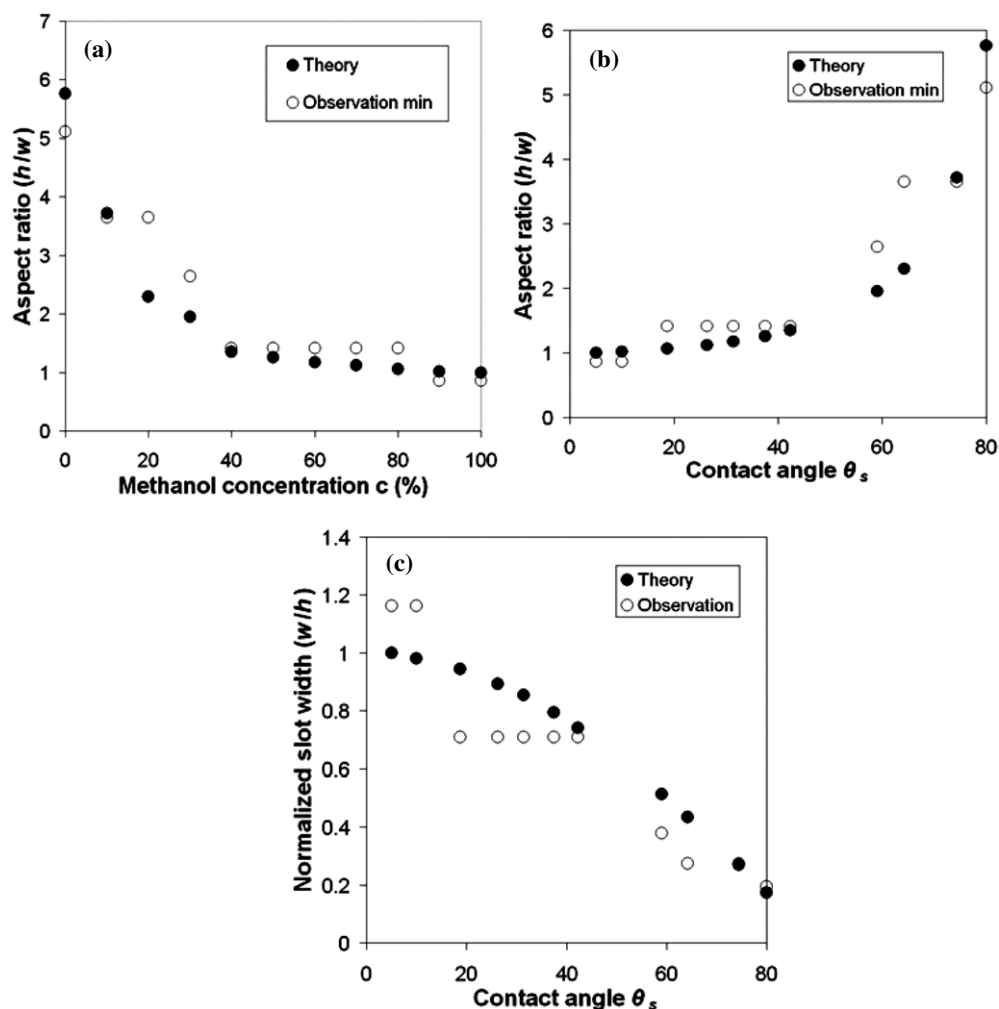 (a)
Theory
Observation min
7
6
5
4
3
2
1
0
Aspect ratio (h/w)
0 20 40 60 80 100
Methanol concentration c (%)
(b)
Theory
Observation min
6
5
4
3
2
1
0
Aspect ratio (h/w)
0 20 40 60 80
Contact angle θs
(c)
Theory
Observation
1.4
1.2
1
0.8
0.6
0.4
0.2
0
Normalized slot width (w/h)
0 20 40 60 80
Contact angle θs